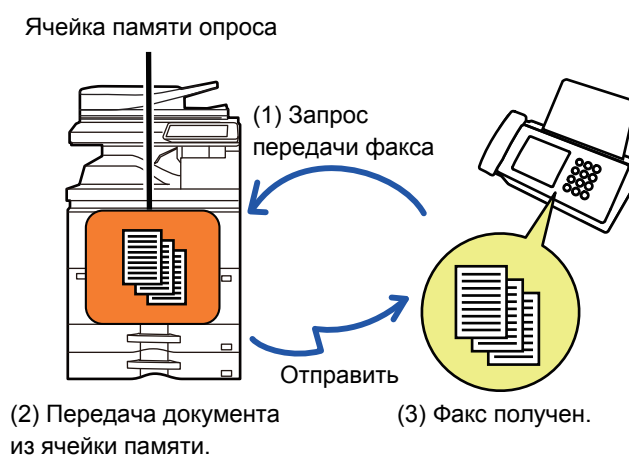 Ячейка памяти опроса
(1) Запрос
передачи факса
Отправить
(2) Передача документа
из ячейки памяти.
(3) Факс получен.